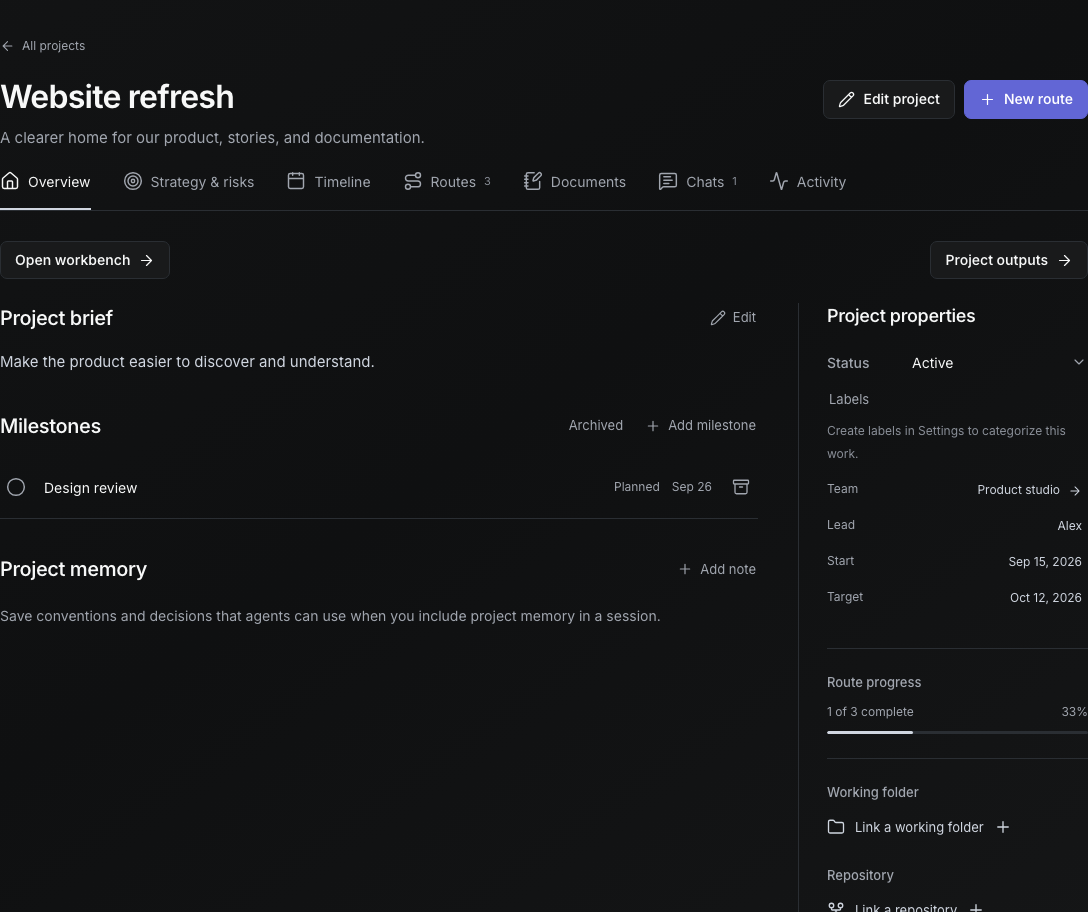 All projects
Website refresh
Edit project
New route
A clearer home for our product, stories, and documentation.
Overview
Strategy & risks
Timeline
Routes 3
Documents
Chats 1
Activity
Open workbench
Project outputs
Project brief
Edit
Make the product easier to discover and understand.
Milestones
Archived
Add milestone
Design review
Planned
Sep 26
Project memory
Add note
Save conventions and decisions that agents can use when you include project memory in a session.
Project properties
Status
Active
Labels
Create labels in Settings to categorize this
work.
Team
Product studio
Lead
Alex
Start
Sep 15, 2026
Target
Oct 12, 2026
Route progress
1 of 3 complete
33%
Working folder
Link a working folder
Repository
Link a repository